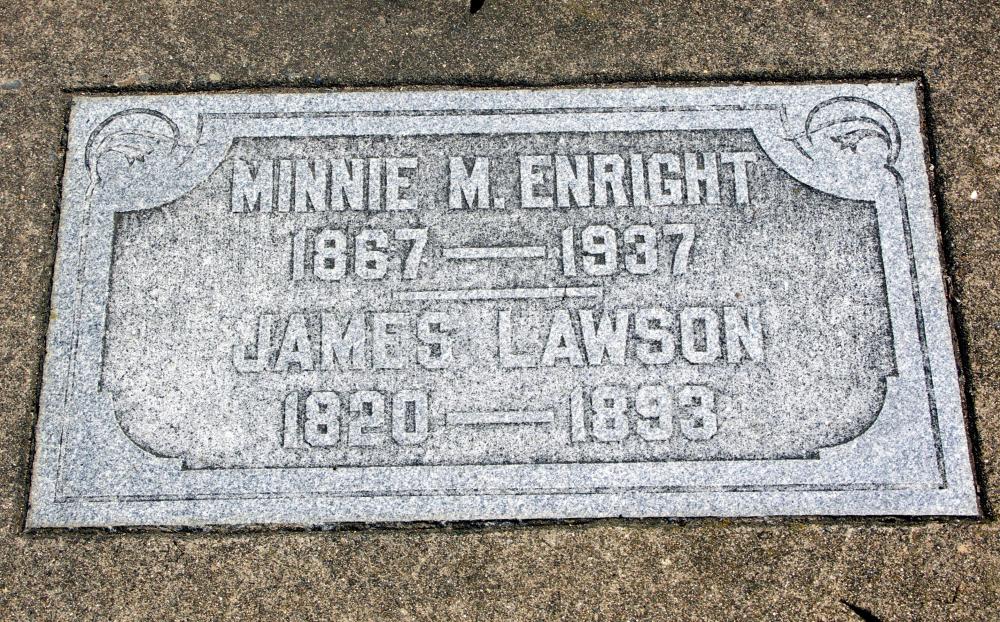 MINNIE M. ENRIGHT
1867 — 1937
JAMES LAWSON
1820 — 1893